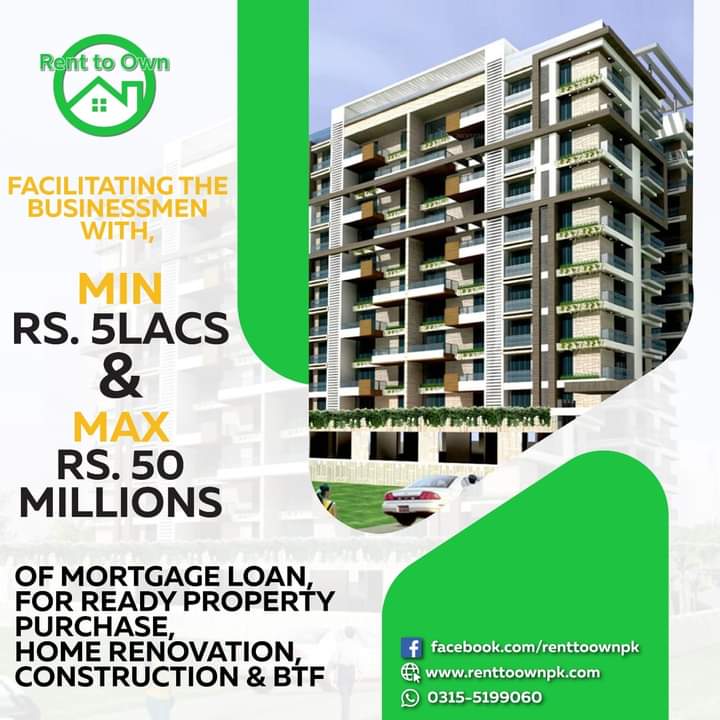 Rent to Own
FACILITATING THE
BUSINESSMEN
WITH,
MIN
RS. 5LACS
&
MAX
RS. 50
MILLIONS
OF MORTGAGE LOAN,
FOR READY PROPERTY
PURCHASE,
HOME RENOVATION,
CONSTRUCTION & BTF
facebook.com/renttoownpk
www.renttoownpk.com
0315-5199060